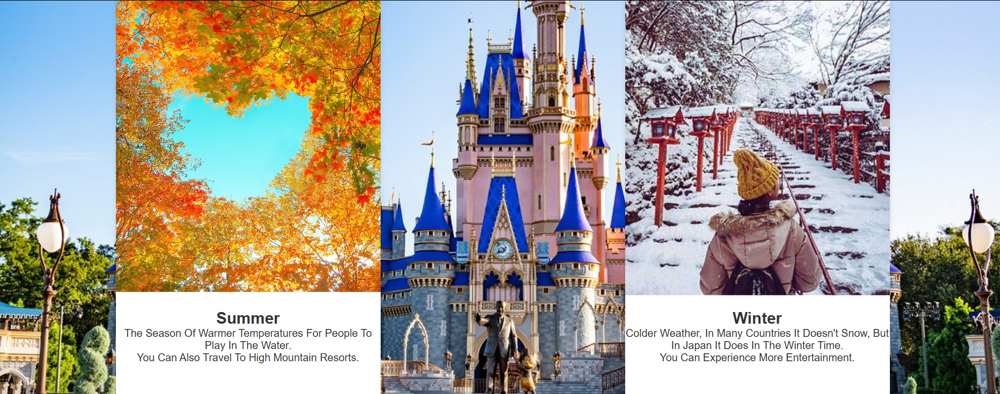 Summer
The Season Of Warmer Temperatures For People To
Play In The Water.
You Can Also Travel To High Mountain Resorts.
Winter
Colder Weather, In Many Countries It Doesn't Snow, But
In Japan It Does In The Winter Time.
You Can Experience More Entertainment.